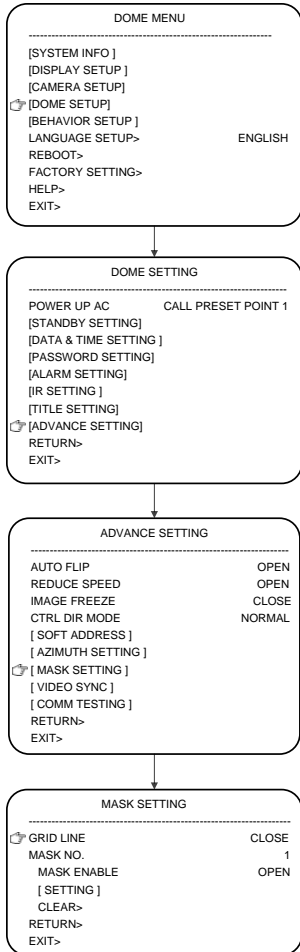 DOME MENU
[SYSTEM INFO ]
[DISPLAY SETUP ]
[CAMERA SETUP]
[DOME SETUP]
[BEHAVIOR SETUP ]
LANGUAGE SETUP> ENGLISH
REBOOT>
FACTORY SETTING>
HELP>
EXIT>
DOME SETTING
POWER UP AC CALL PRESET POINT 1
[STANDBY SETTING]
[DATA & TIME SETTING ]
[PASSWORD SETTING]
[ALARM SETTING]
[IR SETTING ]
[TITLE SETTING]
[ADVANCE SETTING]
RETURN>
EXIT>
ADVANCE SETTING
AUTO FLIP OPEN
REDUCE SPEED OPEN
IMAGE FREEZE CLOSE
CTRL DIR MODE NORMAL
[ SOFT ADDRESS ]
[ AZIMUTH SETTING ]
[ MASK SETTING ]
[ VIDEO SYNC ]
[ COMM TESTING ]
RETURN>
EXIT>
MASK SETTING
GRID LINE CLOSE
MASK NO. 1
MASK ENABLE OPEN
[ SETTING ]
CLEAR>
RETURN>
EXIT>